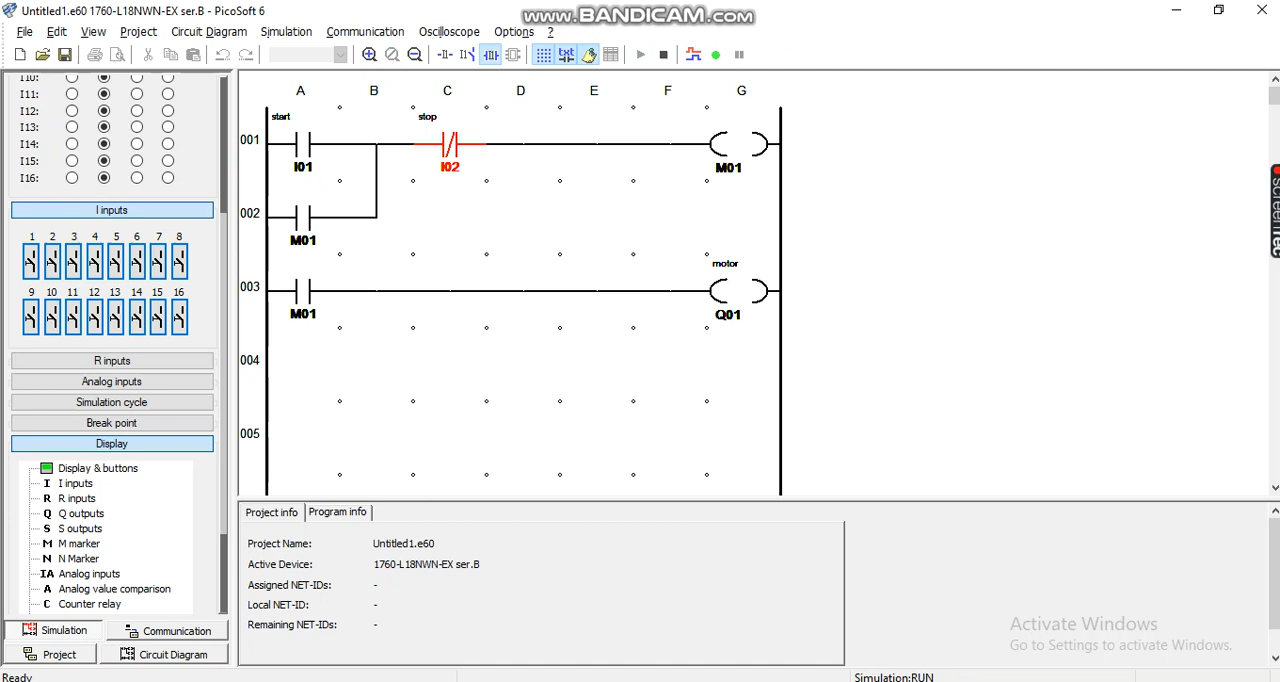 Untitled1.e60 1760-L18NWN-EX ser.B - PicoSoft 6
www.BANDICAM.com
File Edit View Project Circuit Diagram Simulation Communication Oscilloscope Options ?
txt
I10:
I11:
I12:
I13:
I14:
I15:
I16:
I inputs
1 2 3 4 5 6 7 8
9 10 11 12 13 14 15 16
R inputs
Analog inputs
Simulation cycle
Break point
Display
Display & buttons
I I inputs
R R inputs
Q Q outputs
S S outputs
M M marker
N N Marker
IA Analog inputs
A Analog value comparison
C Counter relay
Simulation Communication
Project Circuit Diagram
A B C D E F G
start stop
001
I01 I02 M01
002
M01
motor
003
M01 Q01
004
005
Project info Program info
Project Name: Untitled1.e60
Active Device: 1760-L18NWN-EX ser.B
Assigned NET-IDs: -
Local NET-ID: -
Remaining NET-IDs: -
Activate Windows
Go to Settings to activate Windows.
Ready Simulation:RUN